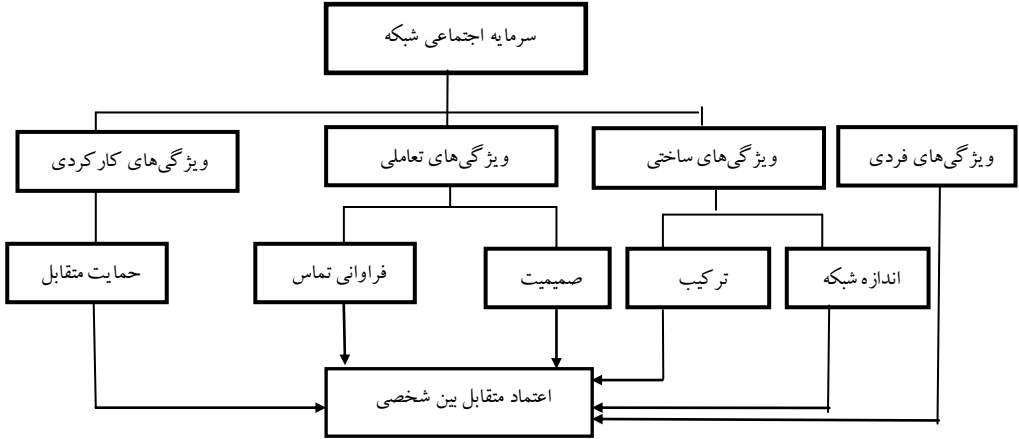 سرمایه اجتماعی شبکه
ویژگی‌های فردی
ویژگی‌های ساختی
ویژگی‌های تعاملی
ویژگی‌های کارکردی
اندازه شبکه
ترکیب
صمیمیت
فراوانی تماس
حمایت متقابل
اعتماد متقابل بین شخصی